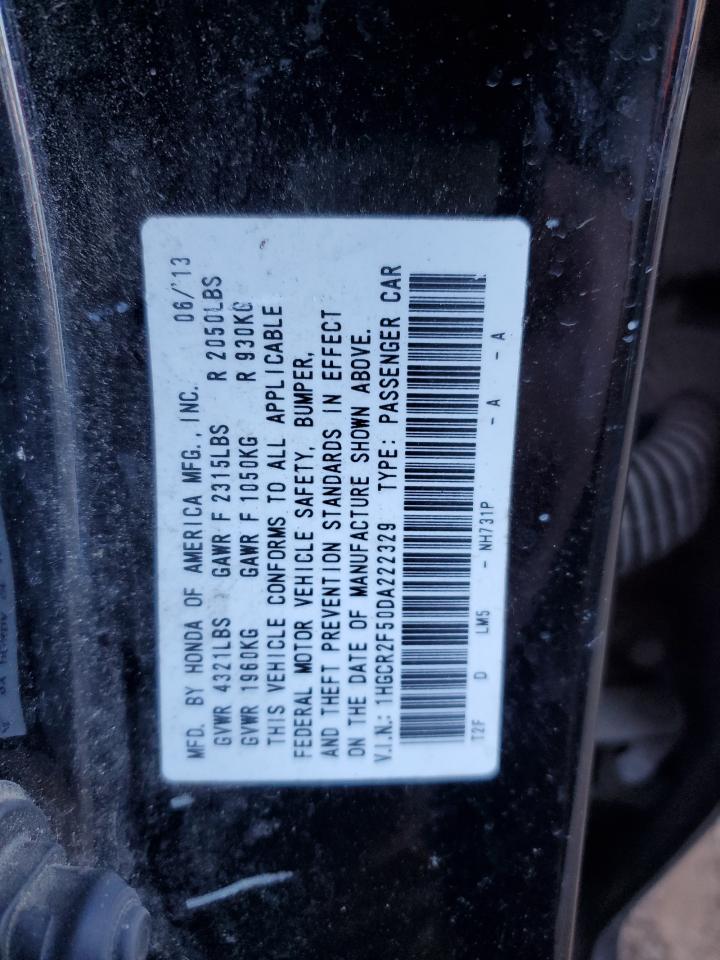 MFD. BY HONDA OF AMERICA MFG., INC. 06/'13
GVWR 4321LBS GAWR F 2315LBS R 2050LBS
GVWR 1960KG GAWR F 1050KG R 930KG
THIS VEHICLE CONFORMS TO ALL APPLICABLE
FEDERAL MOTOR VEHICLE SAFETY, BUMPER,
AND THEFT PREVENTION STANDARDS IN EFFECT
ON THE DATE OF MANUFACTURE SHOWN ABOVE.
V.I.N.: 1HGCR2F50DA222329 TYPE: PASSENGER CAR
T2F D LM5 - NH731P - A - A